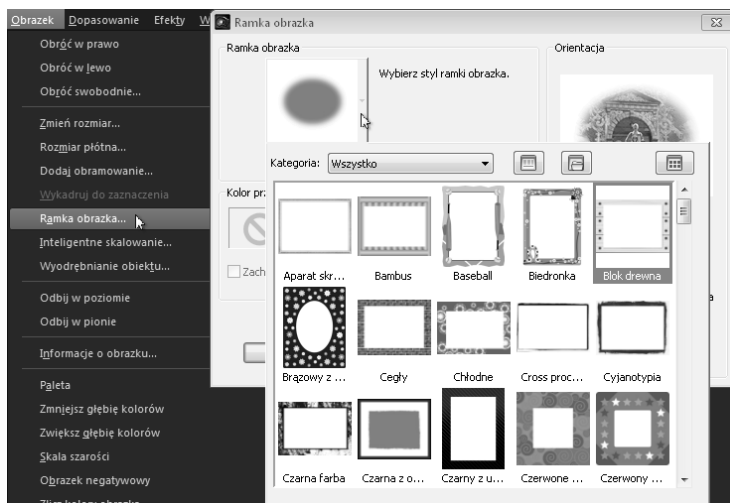 Obrazek Dopasowanie Efekty W
Obróć w prawo
Obróć w lewo
Obróć swobodnie...
Zmień rozmiar...
Rozmiar płótna...
Dodaj obramowanie...
Wykadruj do zaznaczenia
Ramka obrazka...
Inteligentne skalowanie...
Wyodrębnianie obiektu...
Odbij w poziomie
Odbij w pionie
Informacje o obrazku...
Paleta
Zmniejsz głębię kolorów
Zwiększ głębię kolorów
Skala szarości
Obrazek negatywowy
Ramka obrazka
Ramka obrazka
Wybierz styl ramki obrazka.
Orientacja
Kolor prz
Zach
Kategoria: Wszystko
Aparat skr... Bambus Baseball Biedronka Blok drewna
Brązowy z ... Cegły Chłodne Cross proc... Cyjanotypia
Czarna farba Czarna z o... Czarny z u... Czerwone ... Czerwony ...